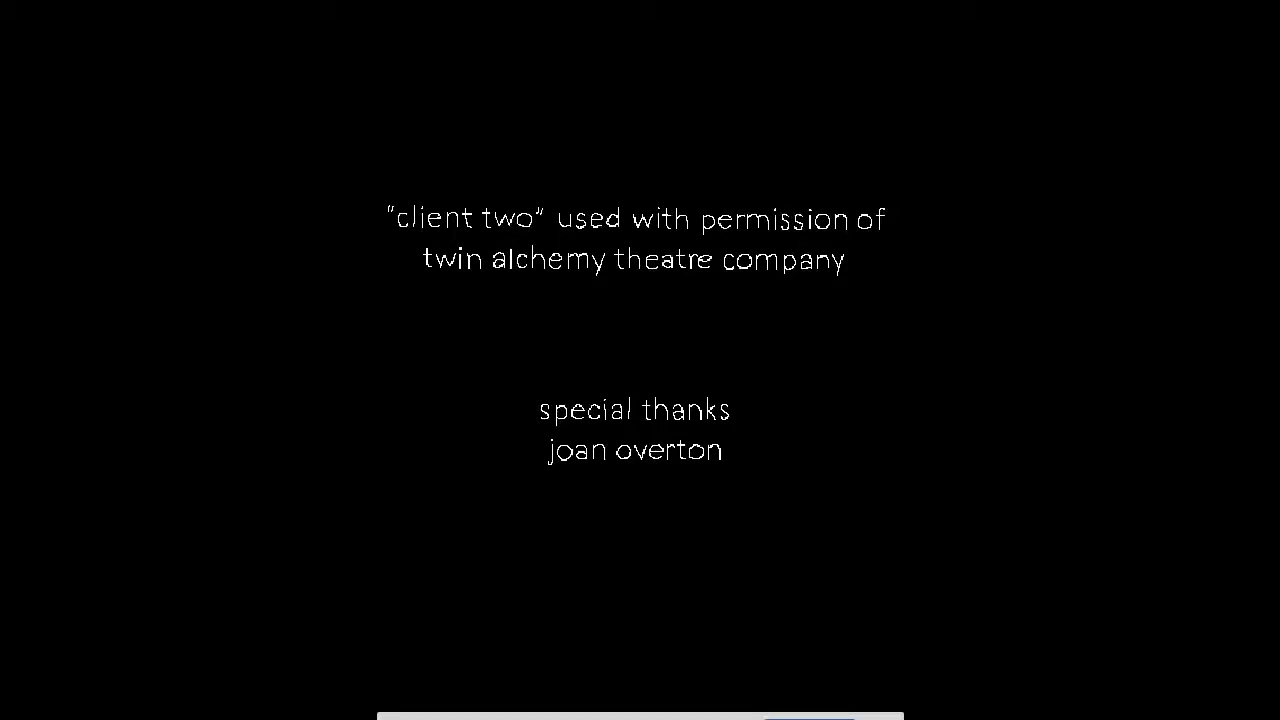 "client two" used with permission of
twin alchemy theatre company
special thanks
joan overton